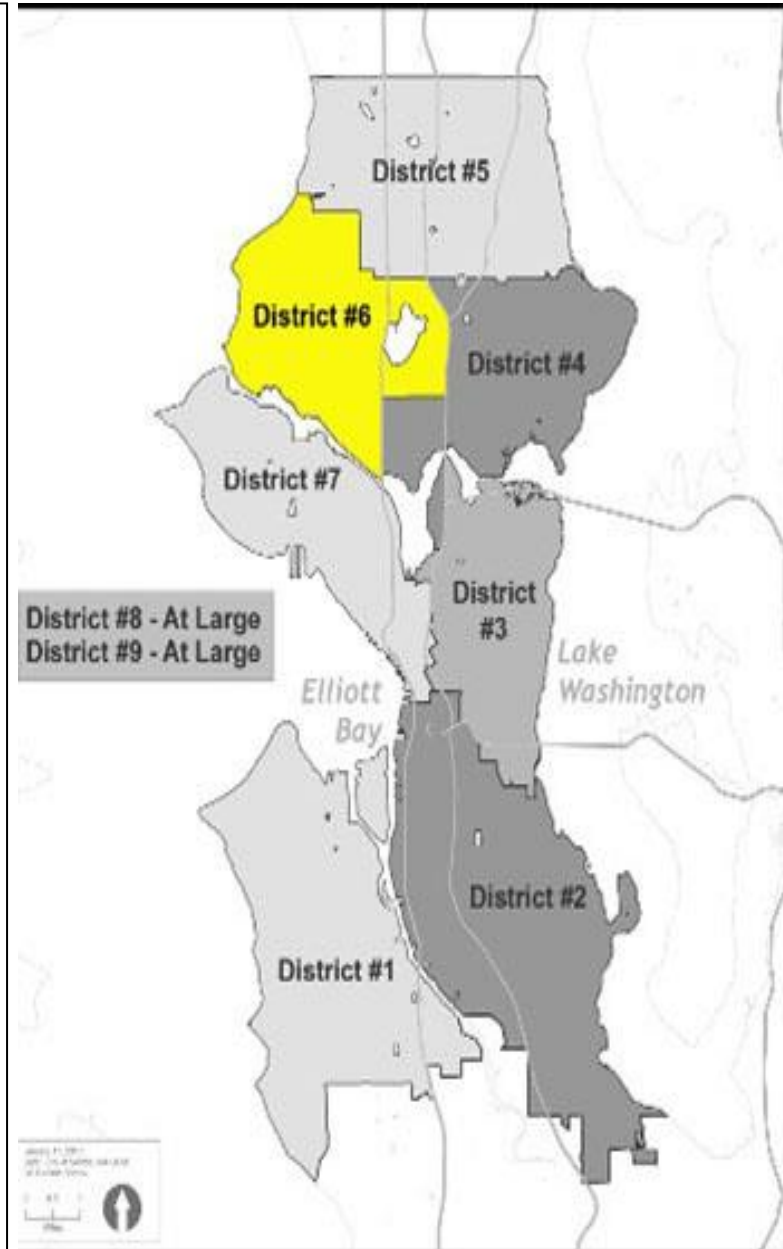 District #5
District #6
District #4
District #7
District #8 - At Large
District #9 - At Large
District
#3
Lake
Washington
Elliott
Bay
District #2
District #1